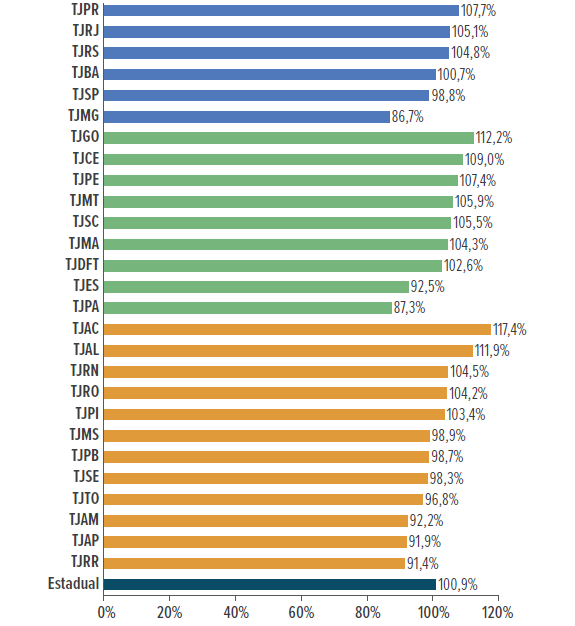 TJPR 107,7%
TJRJ 105,1%
TJRS 104,8%
TJBA 100,7%
TJSP 98,8%
TJMG 86,7%
TJGO 112,2%
TJCE 109,0%
TJPE 107,4%
TJMT 105,9%
TJSC 105,5%
TJMA 104,3%
TJDFT 102,6%
TJES 92,5%
TJPA 87,3%
TJAC 117,4%
TJAL 111,9%
TJRN 104,5%
TJRO 104,2%
TJPI 103,4%
TJMS 98,9%
TJPB 98,7%
TJSE 98,3%
TJTO 96,8%
TJAM 92,2%
TJAP 91,9%
TJRR 91,4%
Estadual 100,9%
0% 20% 40% 60% 80% 100% 120%